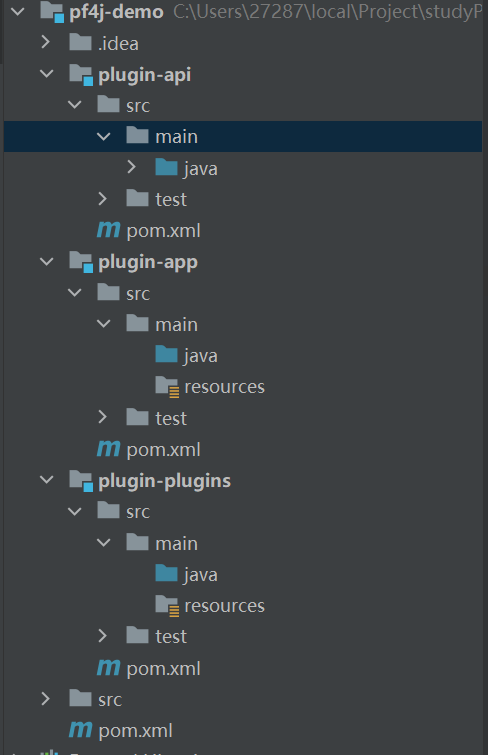 pf4j-demo C:\Users\27287\local\Project\studyP
.idea
plugin-api
src
main
java
test
pom.xml
plugin-app
src
main
java
resources
test
pom.xml
plugin-plugins
src
main
java
resources
test
pom.xml
src
pom.xml